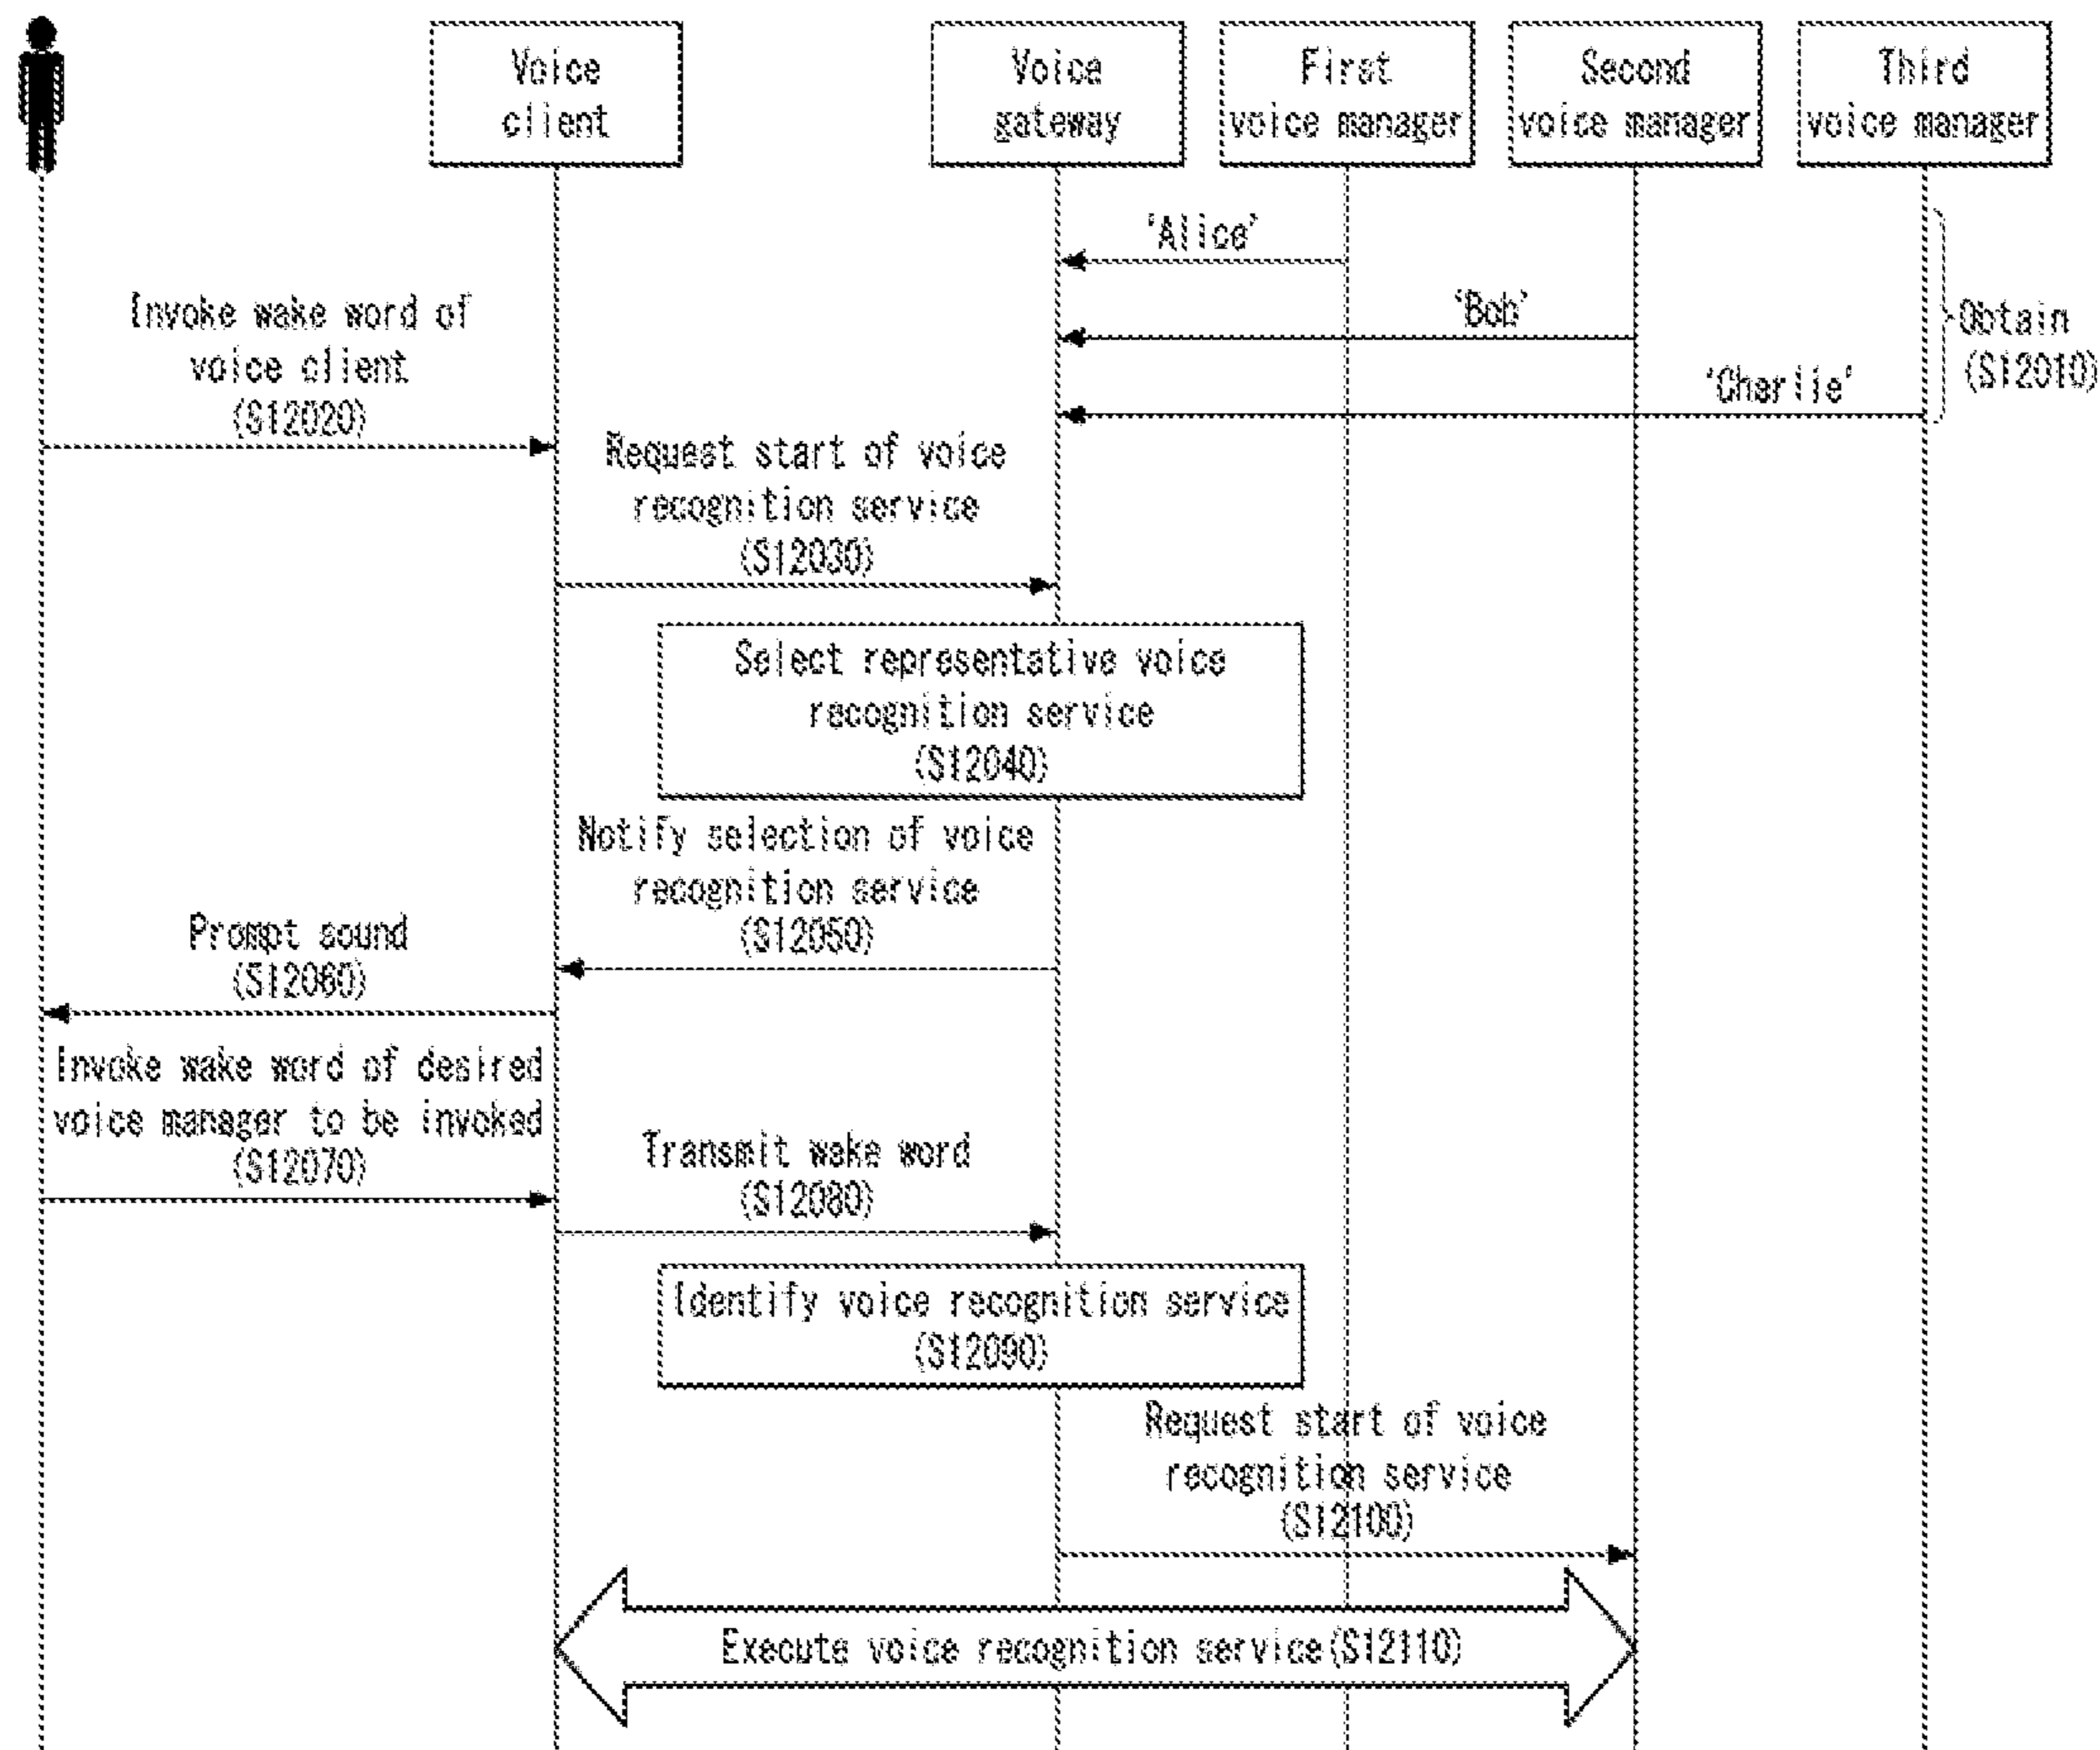 Voice
client
Voice
gateway
First
voice manager
Second
voice manager
Third
voice manager
'Alice'
'Bob'
'Charlie'
Obtain
(S12010)
Invoke wake word of
voice client
(S12020)
Request start of voice
recognition service
(S12030)
Select representative voice
recognition service
(S12040)
Notify selection of voice
recognition service
(S12050)
Prompt sound
(S12060)
Invoke wake word of desired
voice manager to be invoked
(S12070)
Transmit wake word
(S12080)
Identify voice recognition service
(S12090)
Request start of voice
recognition service
(S12100)
Execute voice recognition service(S12110)